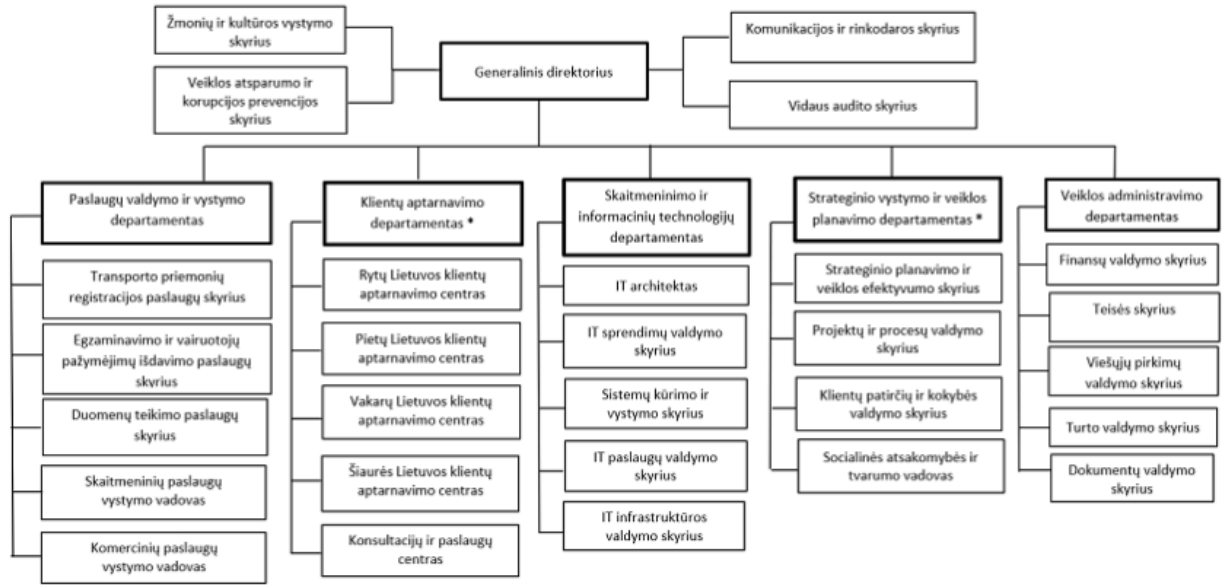 Žmonių ir kultūros vystymo
skyrius
Veiklos atsparumo ir
korupcijos prevencijos
skyrius
Generalinis direktorius
Komunikacijos ir rinkodaros skyrius
Vidaus audito skyrius
Paslaugų valdymo ir vystymo
departamentas
Transporto priemonių
registracijos paslaugų skyrius
Egzaminavimo ir vairuotojų
pažymėjimų išdavimo paslaugų
skyrius
Duomenų teikimo paslaugų
skyrius
Skaitmeninių paslaugų
vystymo vadovas
Komercinių paslaugų
vystymo vadovas
Klientų aptarnavimo
departamentas *
Rytų Lietuvos klientų
aptarnavimo centras
Pietų Lietuvos klientų
aptarnavimo centras
Vakarų Lietuvos klientų
aptarnavimo centras
Šiaurės Lietuvos klientų
aptarnavimo centras
Konsultacijų ir paslaugų
centras
Skaitmeninimo ir
informacinių technologijų
departamentas
IT architektas
IT sprendimų valdymo
skyrius
Sistemų kūrimo ir
vystymo skyrius
IT paslaugų valdymo
skyrius
IT infrastruktūros
valdymo skyrius
Strateginio vystymo ir veiklos
planavimo departamentas *
Strateginio planavimo ir
veiklos efektyvumo skyrius
Projektų ir procesų valdymo
skyrius
Klientų patirčių ir kokybės
valdymo skyrius
Socialinės atsakomybės ir
tvarumo vadovas
Veiklos administravimo
departamentas
Finansų valdymo skyrius
Teisės skyrius
Viešųjų pirkimų
valdymo skyrius
Turto valdymo skyrius
Dokumentų valdymo
skyrius